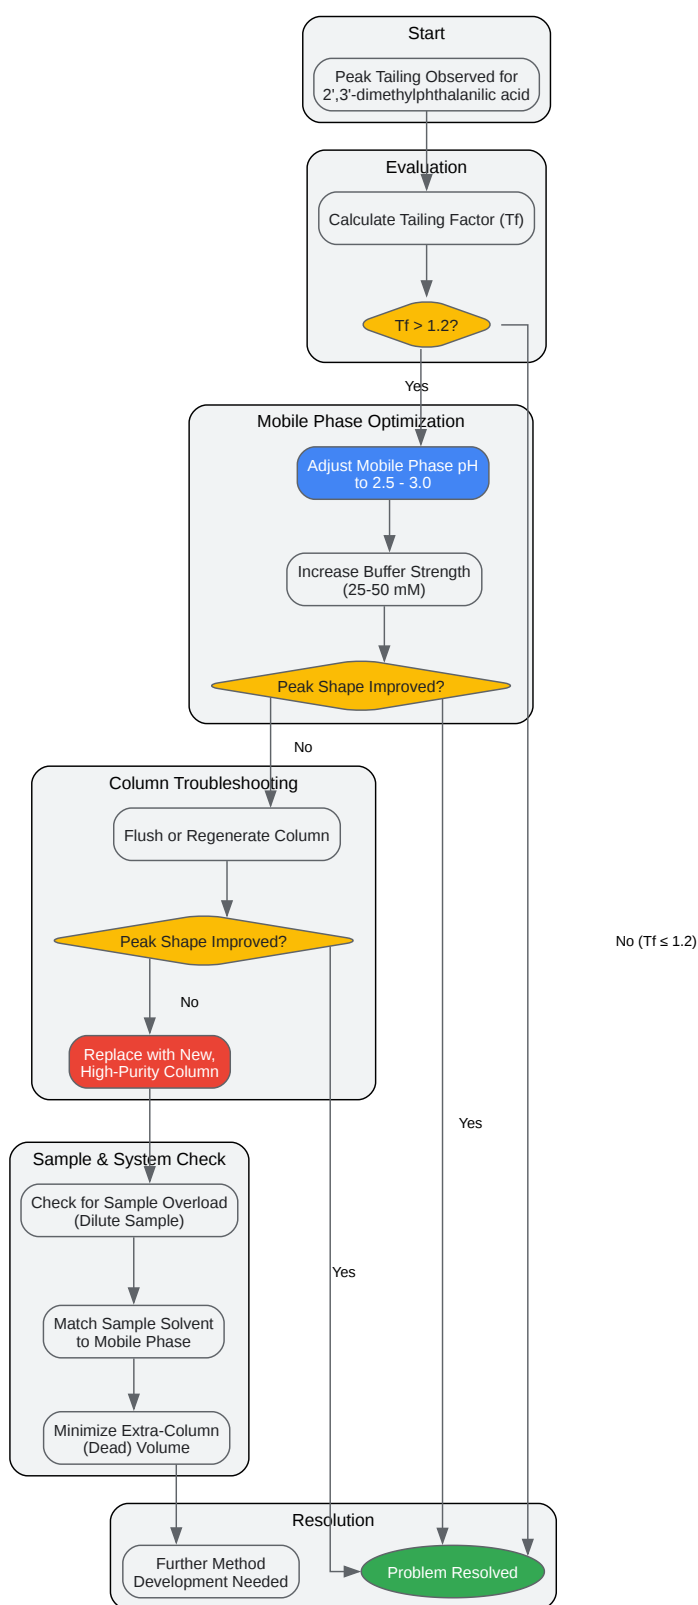 Start
Peak Tailing Observed for
2',3'-dimethylphthalanilic acid
Evaluation
Calculate Tailing Factor (Tf)
Tf > 1.2?
Yes
Mobile Phase Optimization
Adjust Mobile Phase pH
to 2.5 - 3.0
Increase Buffer Strength
(25-50 mM)
Peak Shape Improved?
No
Column Troubleshooting
Flush or Regenerate Column
Peak Shape Improved?
No (Tf ≤ 1.2)
No
Replace with New,
High-Purity Column
Yes
Sample & System Check
Check for Sample Overload
(Dilute Sample)
Yes
Match Sample Solvent
to Mobile Phase
Minimize Extra-Column
(Dead) Volume
Resolution
Further Method
Development Needed
Problem Resolved